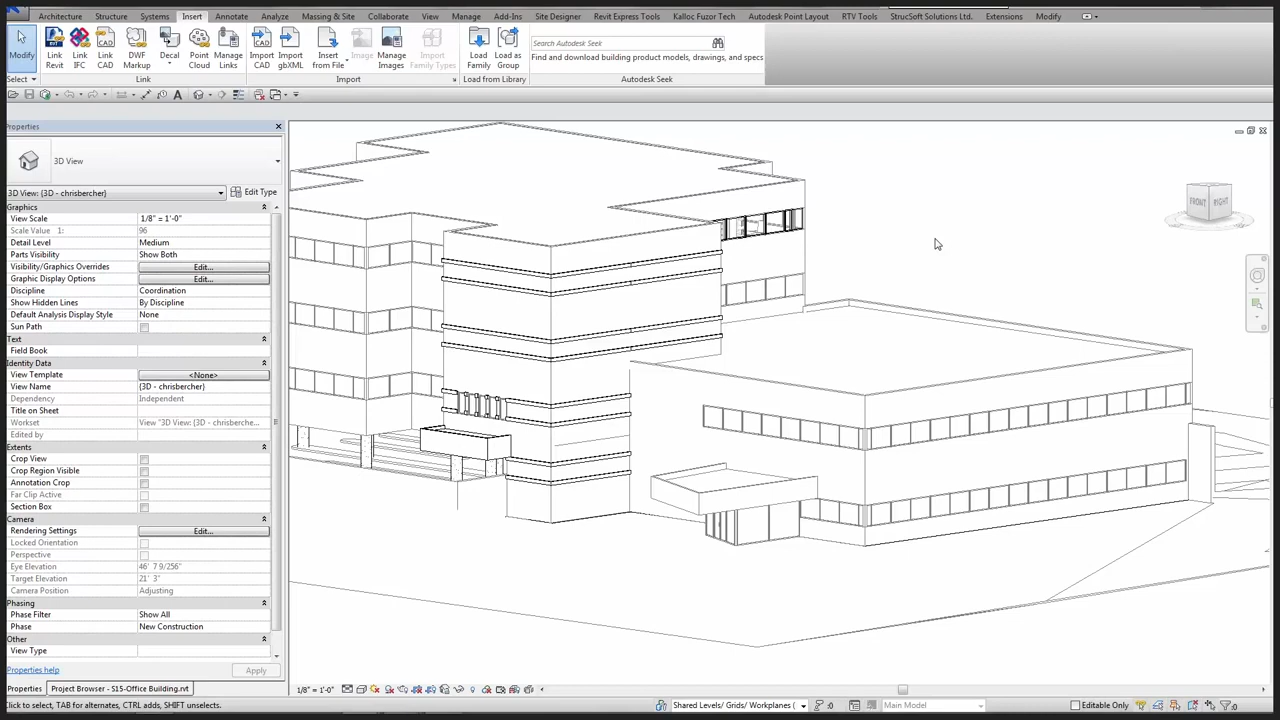 Architecture Structure Systems Insert Annotate Analyze Massing & Site Collaborate View Manage Add-Ins Site Designer Revit Express Tools Kalloc Fuzor Tech Autodesk Point Layout RTV Tools StrucSoft Solutions Ltd. Extensions Modify
Modify Link Revit Link IFC Link CAD DWF Markup Decal Point Cloud Manage Links Import CAD Import gbXML Insert from File Image Manage Images Import Family Types Load Family Load as Group
Search Autodesk Seek
Find and download building product models, drawings, and specs
Select Link Import Load from Library Autodesk Seek
Properties
3D View
3D View: {3D - chrisbercher} Edit Type
Graphics
View Scale 1/8" = 1'-0"
Scale Value 1: 96
Detail Level Medium
Parts Visibility Show Both
Visibility/Graphics Overrides Edit...
Graphic Display Options Edit...
Discipline Coordination
Show Hidden Lines By Discipline
Default Analysis Display Style None
Sun Path
Text
Field Book
Identity Data
View Template <None>
View Name {3D - chrisbercher}
Dependency Independent
Title on Sheet
Workset View "3D View: {3D - chrisberche...
Edited by
Extents
Crop View
Crop Region Visible
Annotation Crop
Far Clip Active
Section Box
Camera
Rendering Settings Edit...
Locked Orientation
Perspective
Eye Elevation 46' 7 9/256"
Target Elevation 21' 3"
Camera Position Adjusting
Phasing
Phase Filter Show All
Phase New Construction
Other
View Type
Properties help Apply
Properties Project Browser - S15-Office Building.rvt
FRONT RIGHT
1/8" = 1'-0"
Click to select, TAB for alternates, CTRL adds, SHIFT unselects. Shared Levels/ Grids/ Workplanes ( :0 Main Model Editable Only :0